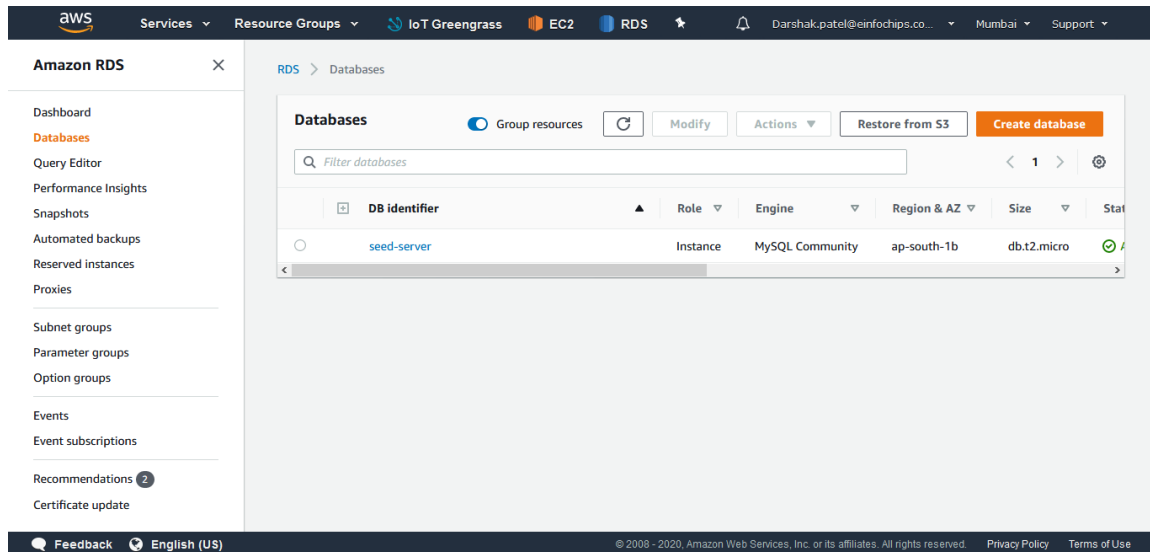 aws Services Resource Groups IoT Greengrass EC2 RDS Darshak.patel@einfochips.co... Mumbai Support
Amazon RDS
Dashboard
Databases
Query Editor
Performance Insights
Snapshots
Automated backups
Reserved instances
Proxies
Subnet groups
Parameter groups
Option groups
Events
Event subscriptions
Recommendations 2
Certificate update
RDS > Databases
Databases Group resources Modify Actions Restore from S3 Create database
Filter databases 1
DB identifier Role Engine Region & AZ Size Stat
seed-server Instance MySQL Community ap-south-1b db.t2.micro A
Feedback English (US) © 2008 - 2020, Amazon Web Services, Inc. or its affiliates. All rights reserved. Privacy Policy Terms of Use